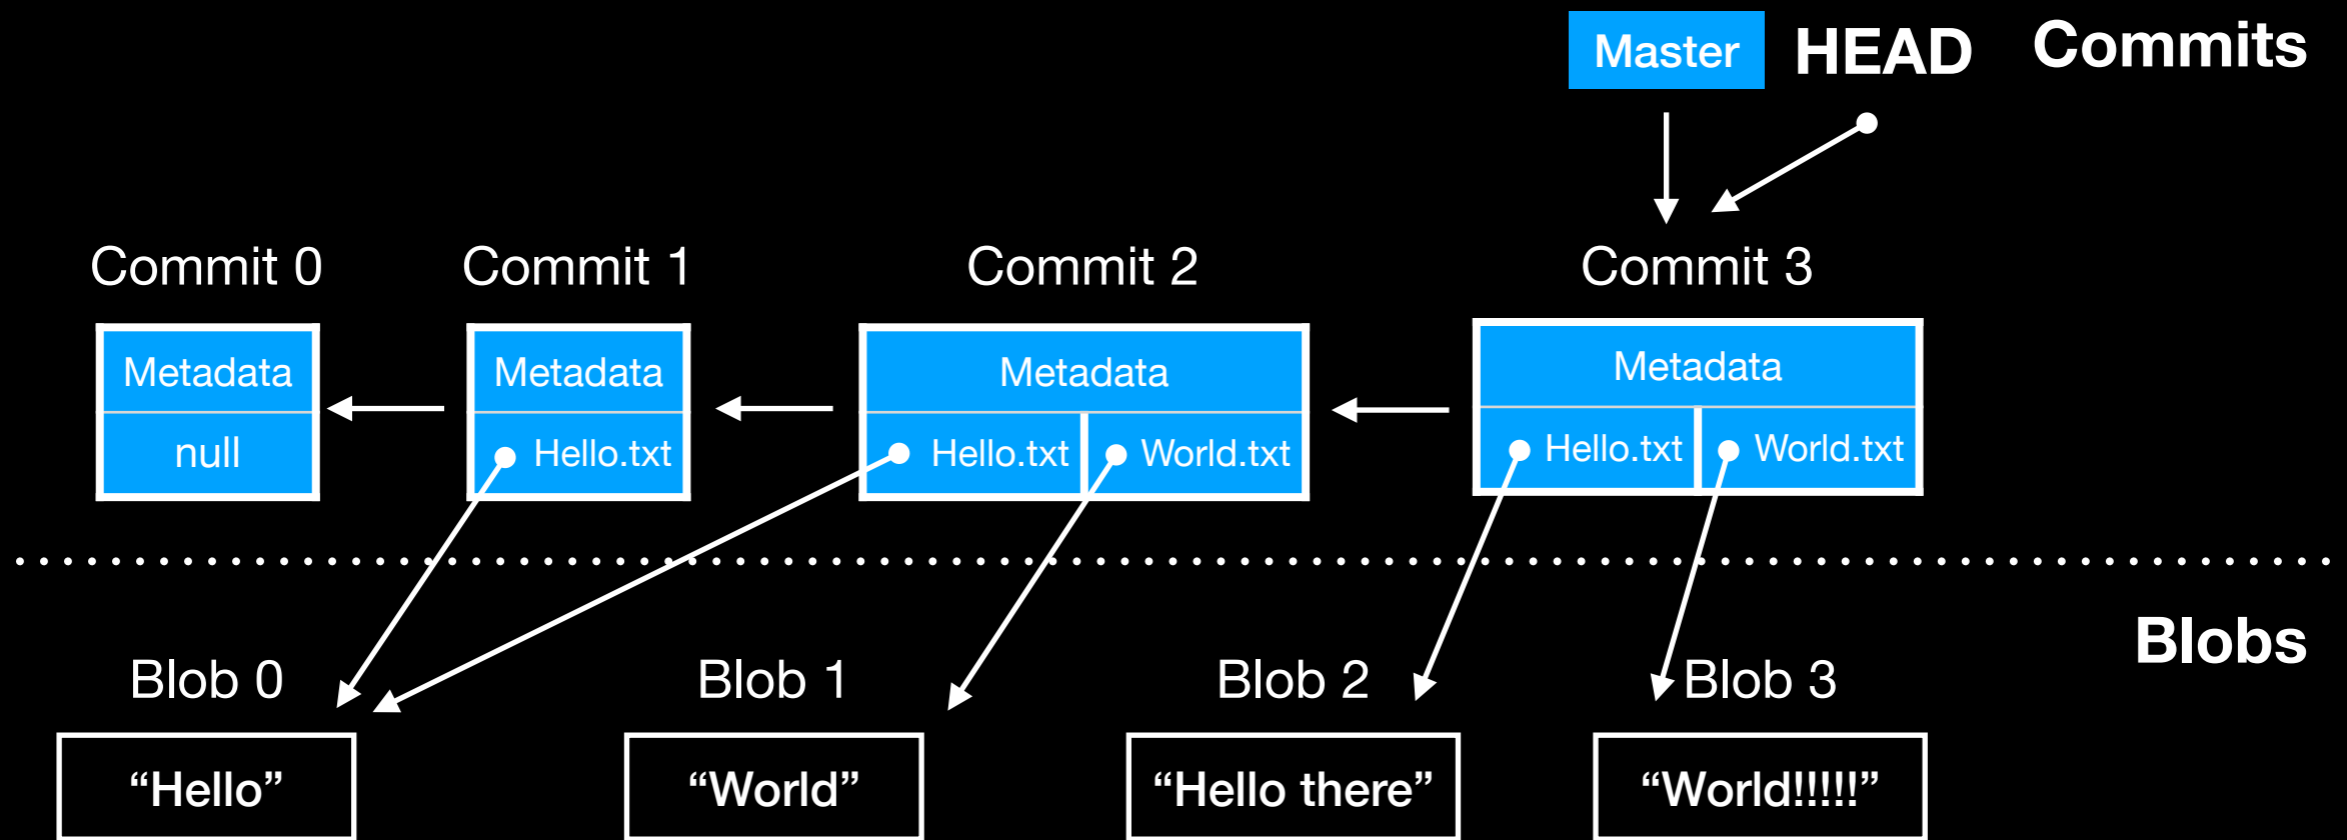 Master HEAD Commits
Commit 0 Commit 1 Commit 2 Commit 3
Metadata Metadata Metadata Metadata
null Hello.txt Hello.txt World.txt Hello.txt World.txt
Blobs
Blob 0 Blob 1 Blob 2 Blob 3
“Hello” “World” “Hello there” “World!!!!!”